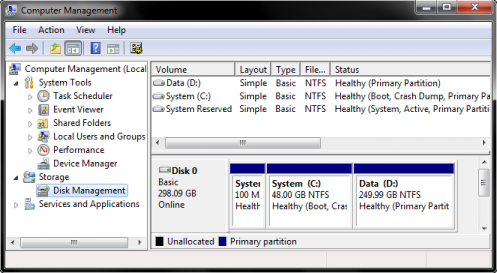 Computer Management
File Action View Help
Computer Management (Local
System Tools
Task Scheduler
Event Viewer
Shared Folders
Local Users and Groups
Performance
Device Manager
Storage
Disk Management
Services and Applications
Volume Layout Type File... Status
Data (D:) Simple Basic NTFS Healthy (Primary Partition)
System (C:) Simple Basic NTFS Healthy (Boot, Crash Dump, Primary Pa
System Reserved Simple Basic NTFS Healthy (System, Active, Primary Partiti
Disk 0
Basic
298.09 GB
Online
System
100 M
Health
System (C:)
48.00 GB NTFS
Healthy (Boot, Cras
Data (D:)
249.99 GB NTFS
Healthy (Primary Partit
Unallocated Primary partition